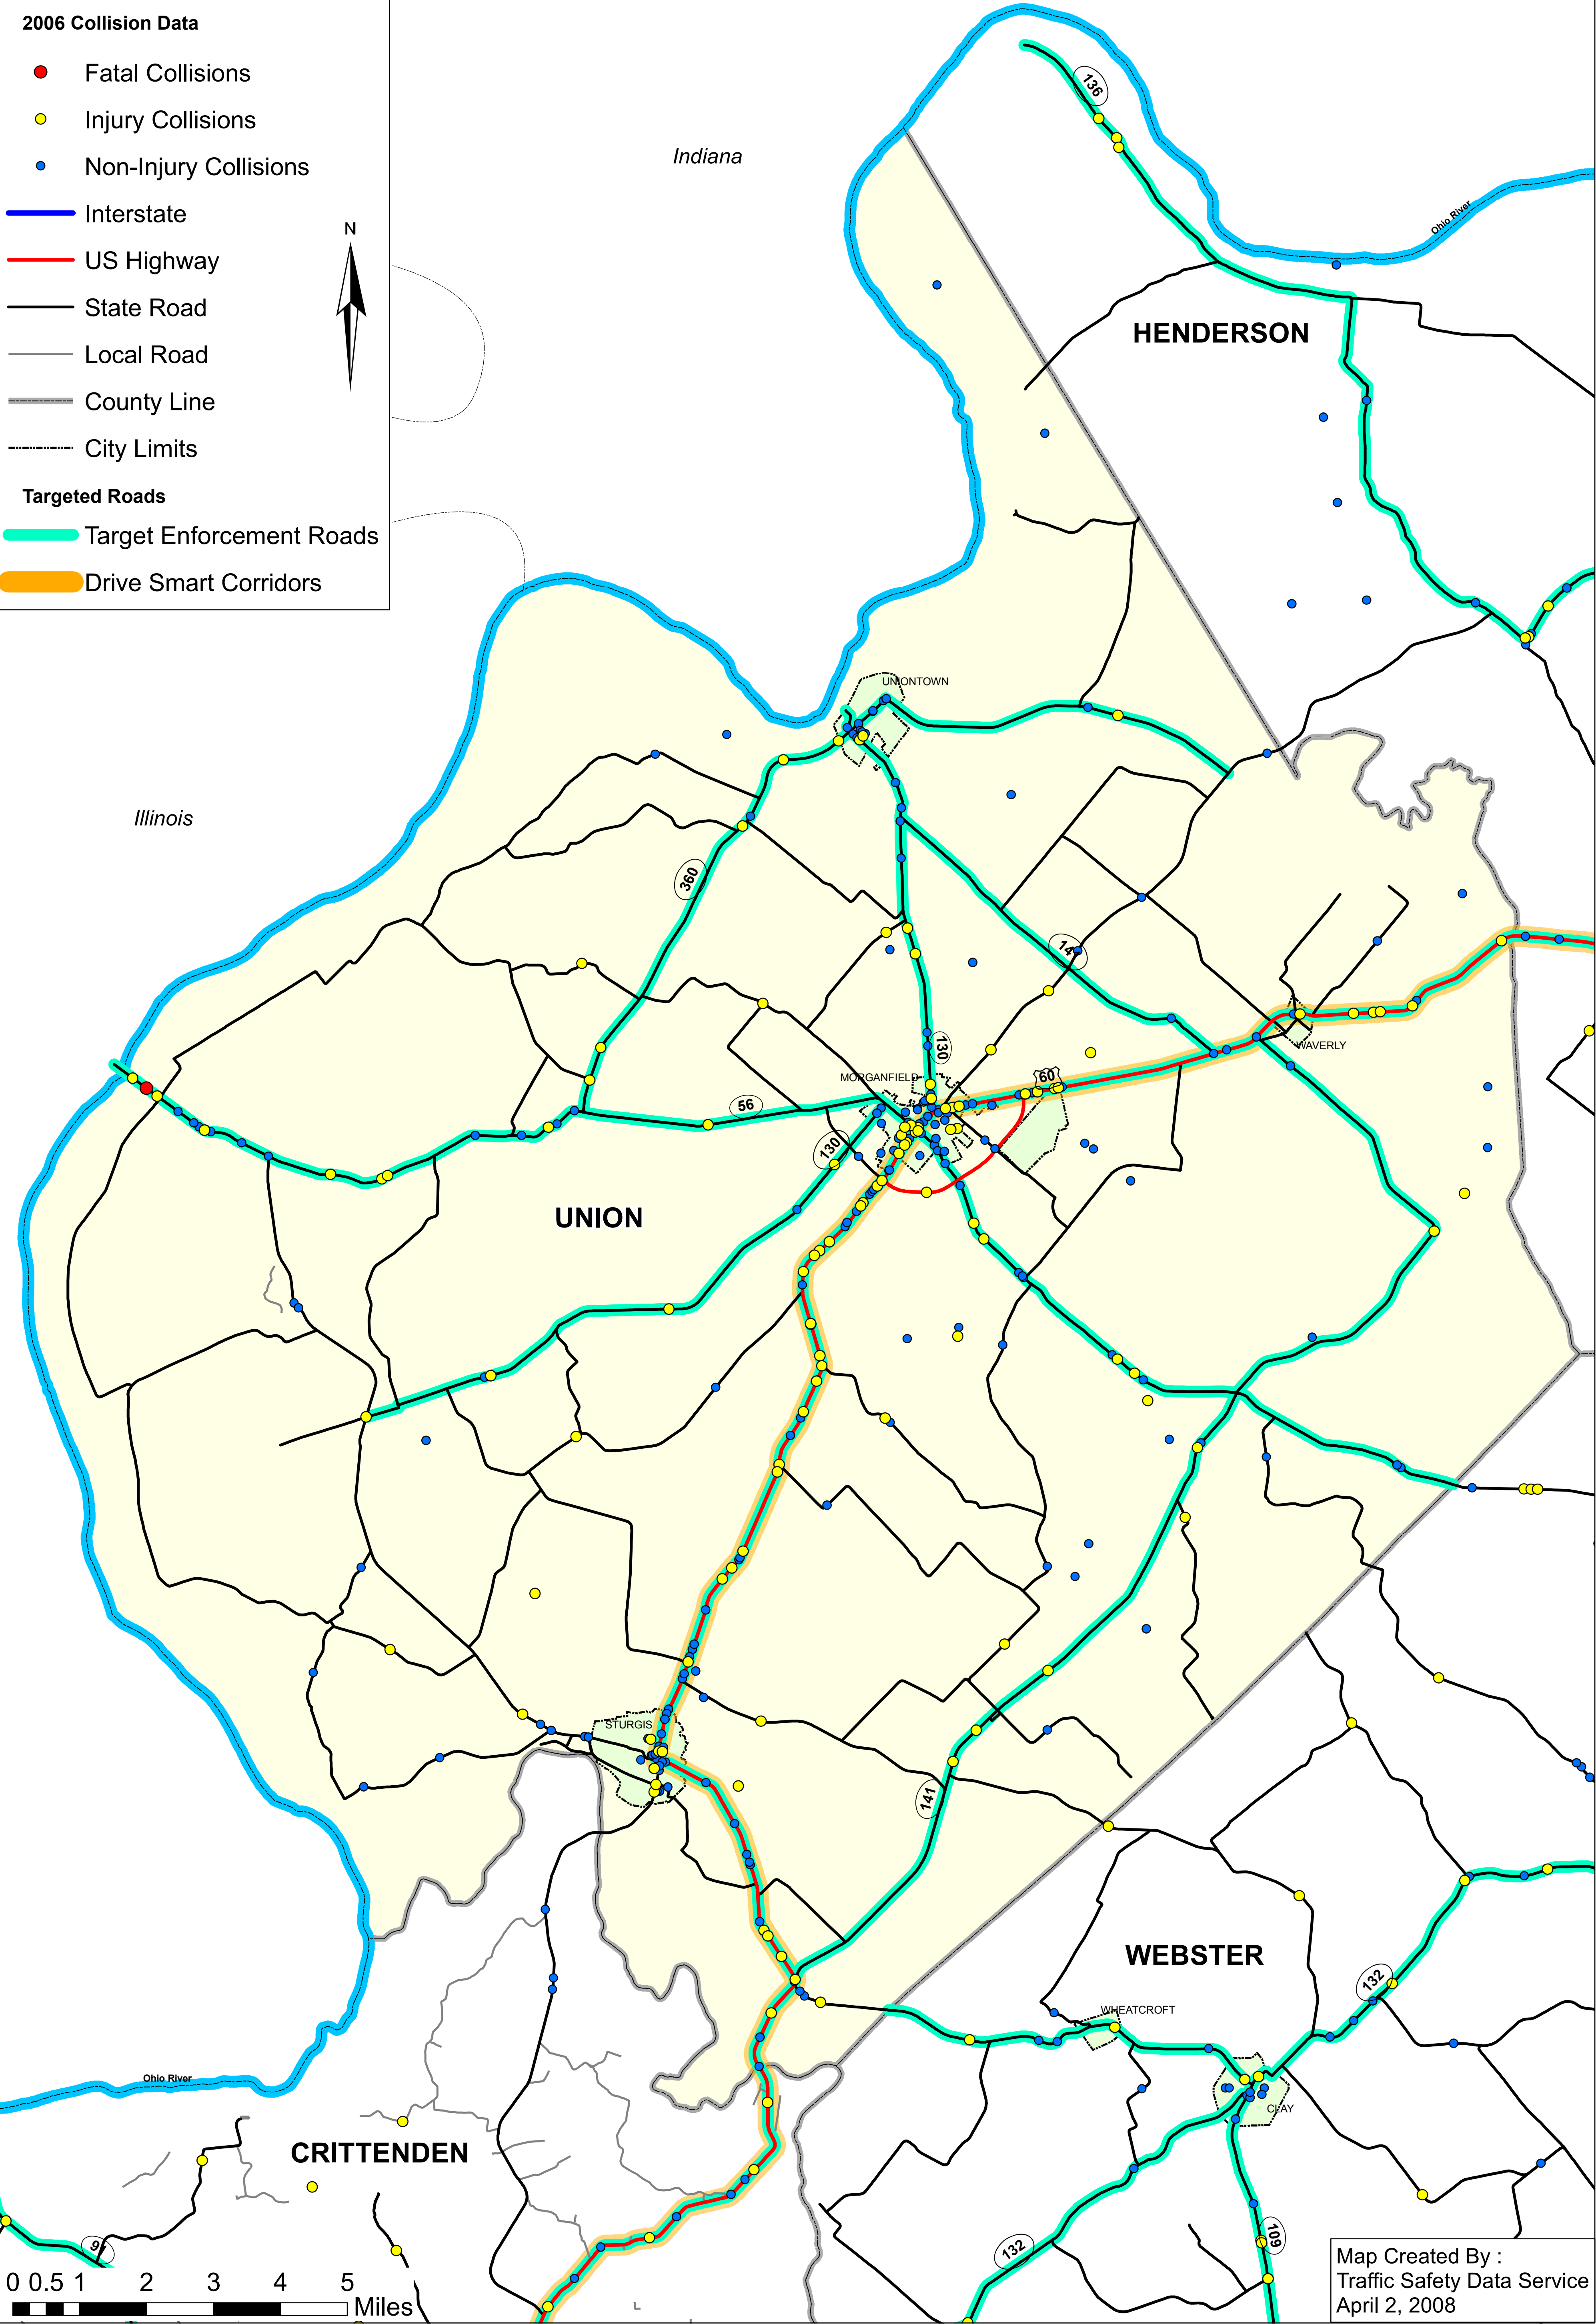 2006 Collision Data
Fatal Collisions
Injury Collisions
Non-Injury Collisions
Interstate
US Highway
State Road
Local Road
County Line
City Limits
Targeted Roads
Target Enforcement Roads
Drive Smart Corridors
N
Indiana
136
Ohio River
HENDERSON
UNIONTOWN
Illinois
360
14
WAVERLY
130
MORGANFIELD
60
56
130
UNION
STURGIS
141
WEBSTER
132
WHEATCROFT
Ohio River
CLAY
CRITTENDEN
109
132
91
0 0.5 1 2 3 4 5
Miles
Map Created By :
Traffic Safety Data Service
April 2, 2008